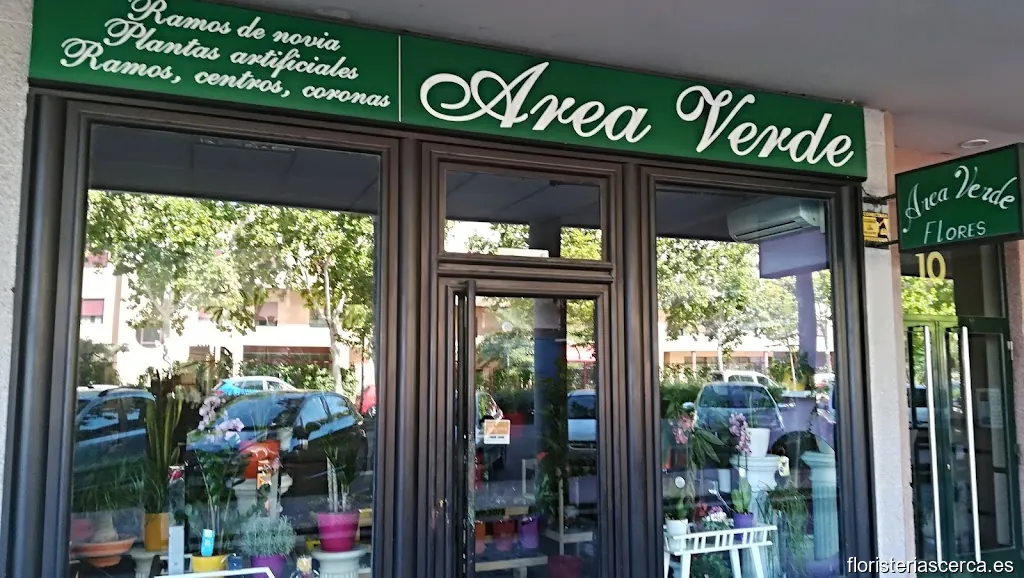 Ramos de novia
Plantas artificiales
Ramos, centros, coronas
Area Verde
Area Verde
FLORES
10
floristeriascerca.es